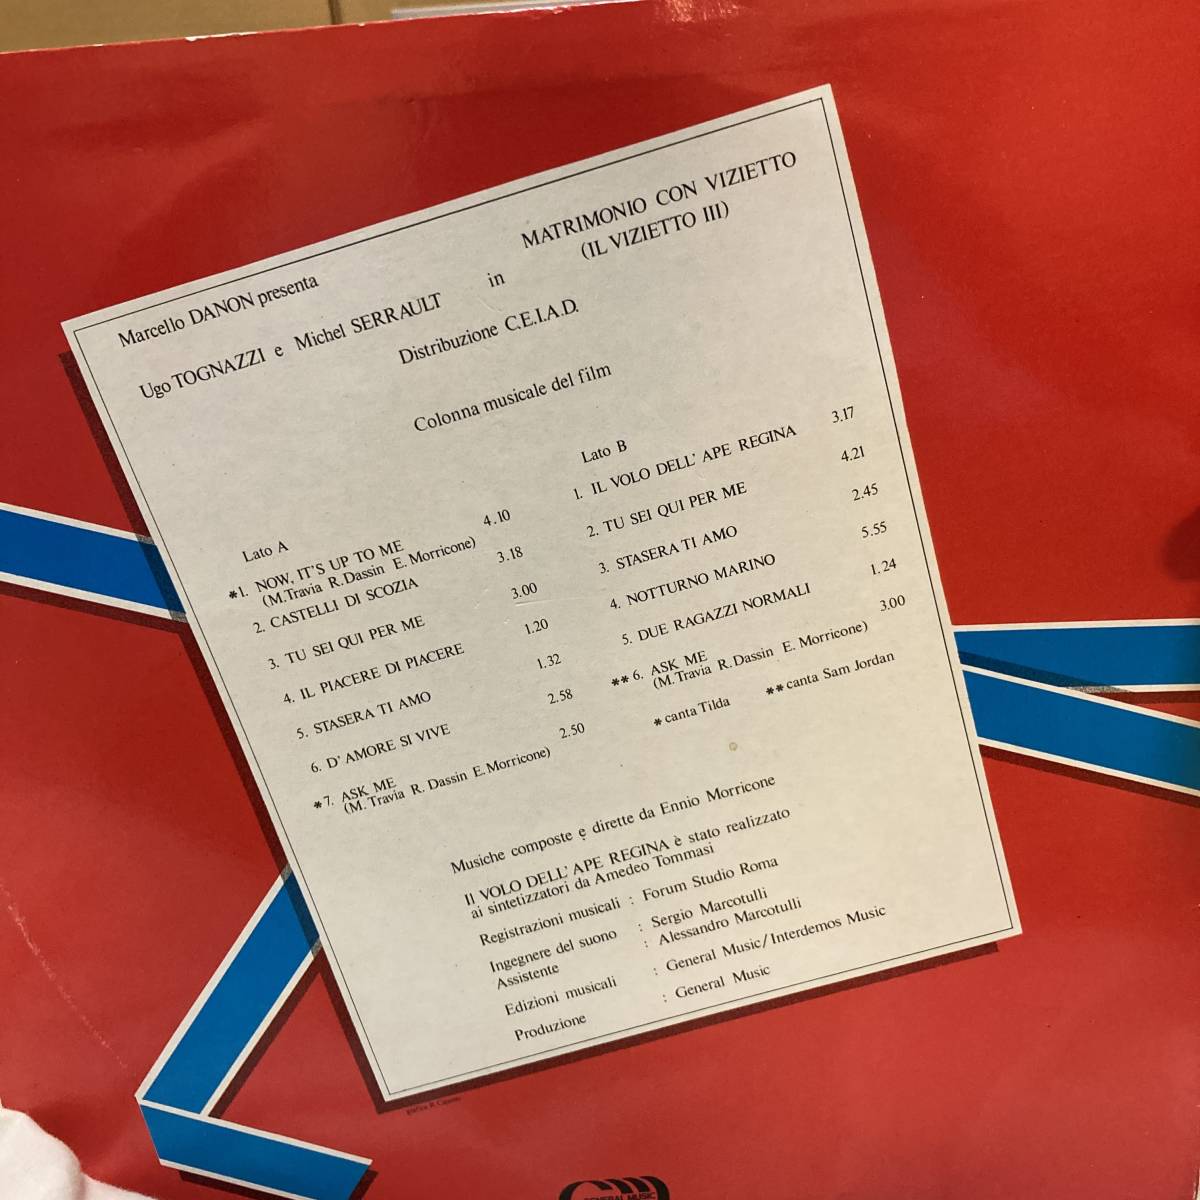 Marcello DANON presenta
Ugo TOGNAZZI e Michel SERRAULT in MATRIMONIO CON VIZIETTO
(IL VIZIETTO III)
Distribuzione C.E.I.A.D.
Colonna musicale del film
Lato A
*1. NOW, IT'S UP TO ME 4.10
(M.Travia R.Dassin E. Morricone)
2. CASTELLI DI SCOZIA 3.18
3. TU SEI QUI PER ME 3.00
4. IL PIACERE DI PIACERE 1.20
5. STASERA TI AMO 1.32
6. D' AMORE SI VIVE 2.58
*7. ASK ME 2.50
(M.Travia R. Dassin E. Morricone)
Lato B
1. IL VOLO DELL' APE REGINA 3.17
2. TU SEI QUI PER ME 4.21
3. STASERA TI AMO 2.45
4. NOTTURNO MARINO 5.55
5. DUE RAGAZZI NORMALI 1.24
**6. ASK ME 3.00
(M.Travia R.Dassin E. Morricone)
*canta Tilda **canta Sam Jordan
Musiche composte e dirette da Ennio Morricone
Il VOLO DELL' APE REGINA è stato realizzato
ai sintetizzatori da Amedeo Tommasi
Registrazioni musicali : Forum Studio Roma
Ingegnere del suono : Sergio Marcotulli
Assistente : Alessandro Marcotulli
Edizioni musicali : General Music/Interdemos Music
Produzione : General Music
GENERAL MUSIC